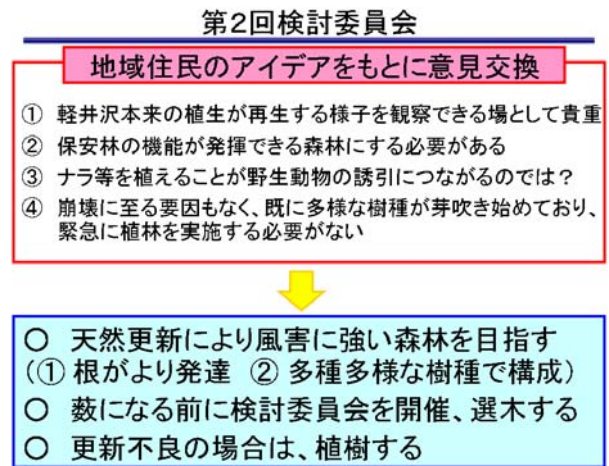 第2回検討委員会
地域住民のアイデアをもとに意見交換
① 軽井沢本来の植生が再生する様子を観察できる場として貴重
② 保安林の機能が発揮できる森林にする必要がある
③ ナラ等を植えることが野生動物の誘引につながるのでは?
④ 崩壊に至る要因もなく、既に多様な樹種が芽吹き始めており、
緊急に植林を実施する必要がない
○ 天然更新により風害に強い森林を目指す
(① 根がより発達 ② 多種多様な樹種で構成)
○ 薮になる前に検討委員会を開催、選木する
○ 更新不良の場合は、植樹する